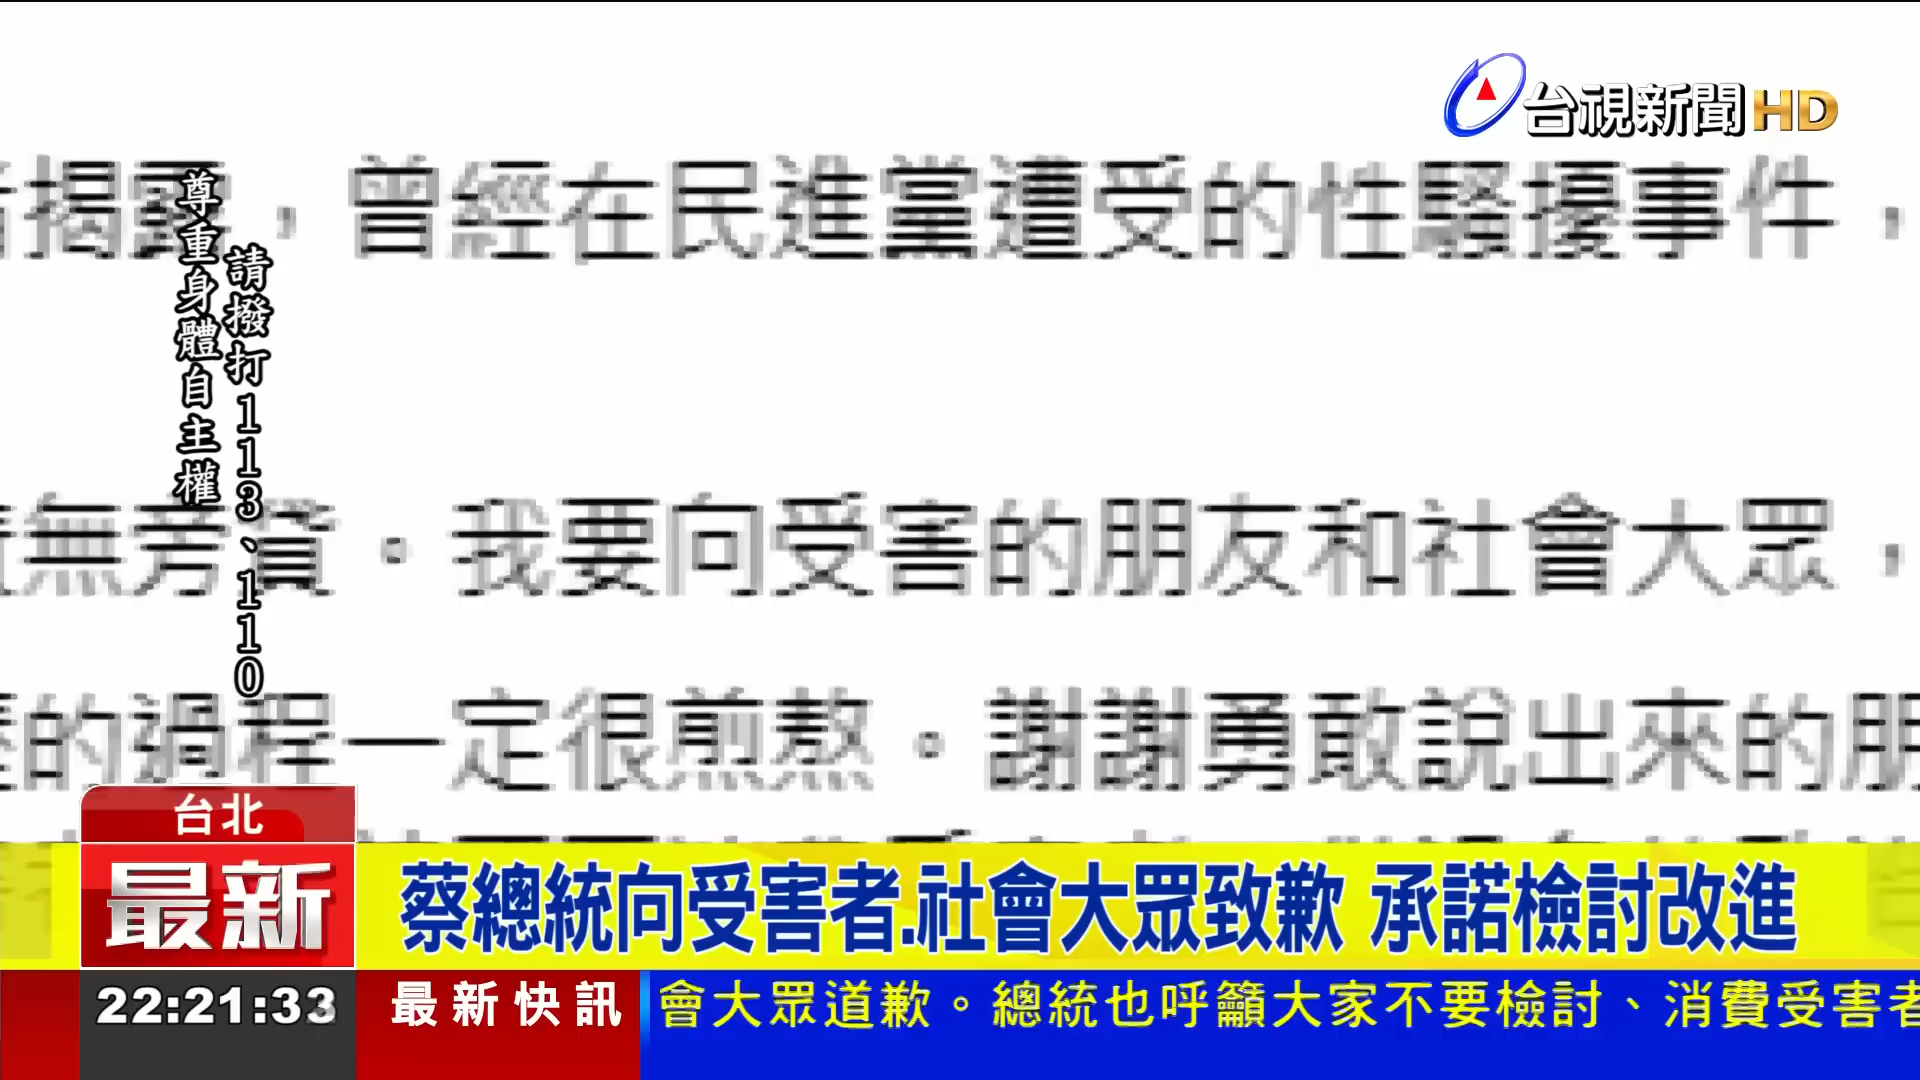 台視新聞HD
揭露，曾經在民進黨遭受的性騷擾事件，
請撥打113、110
尊重身體自主權
無旁貸。我要向受害的朋友和社會大眾，
的過程一定很煎熬。謝謝勇敢說出來的朋
台北
最新
蔡總統向受害者.社會大眾致歉 承諾檢討改進
22:21:33
最新快訊
會大眾道歉。總統也呼籲大家不要檢討、消費受害者